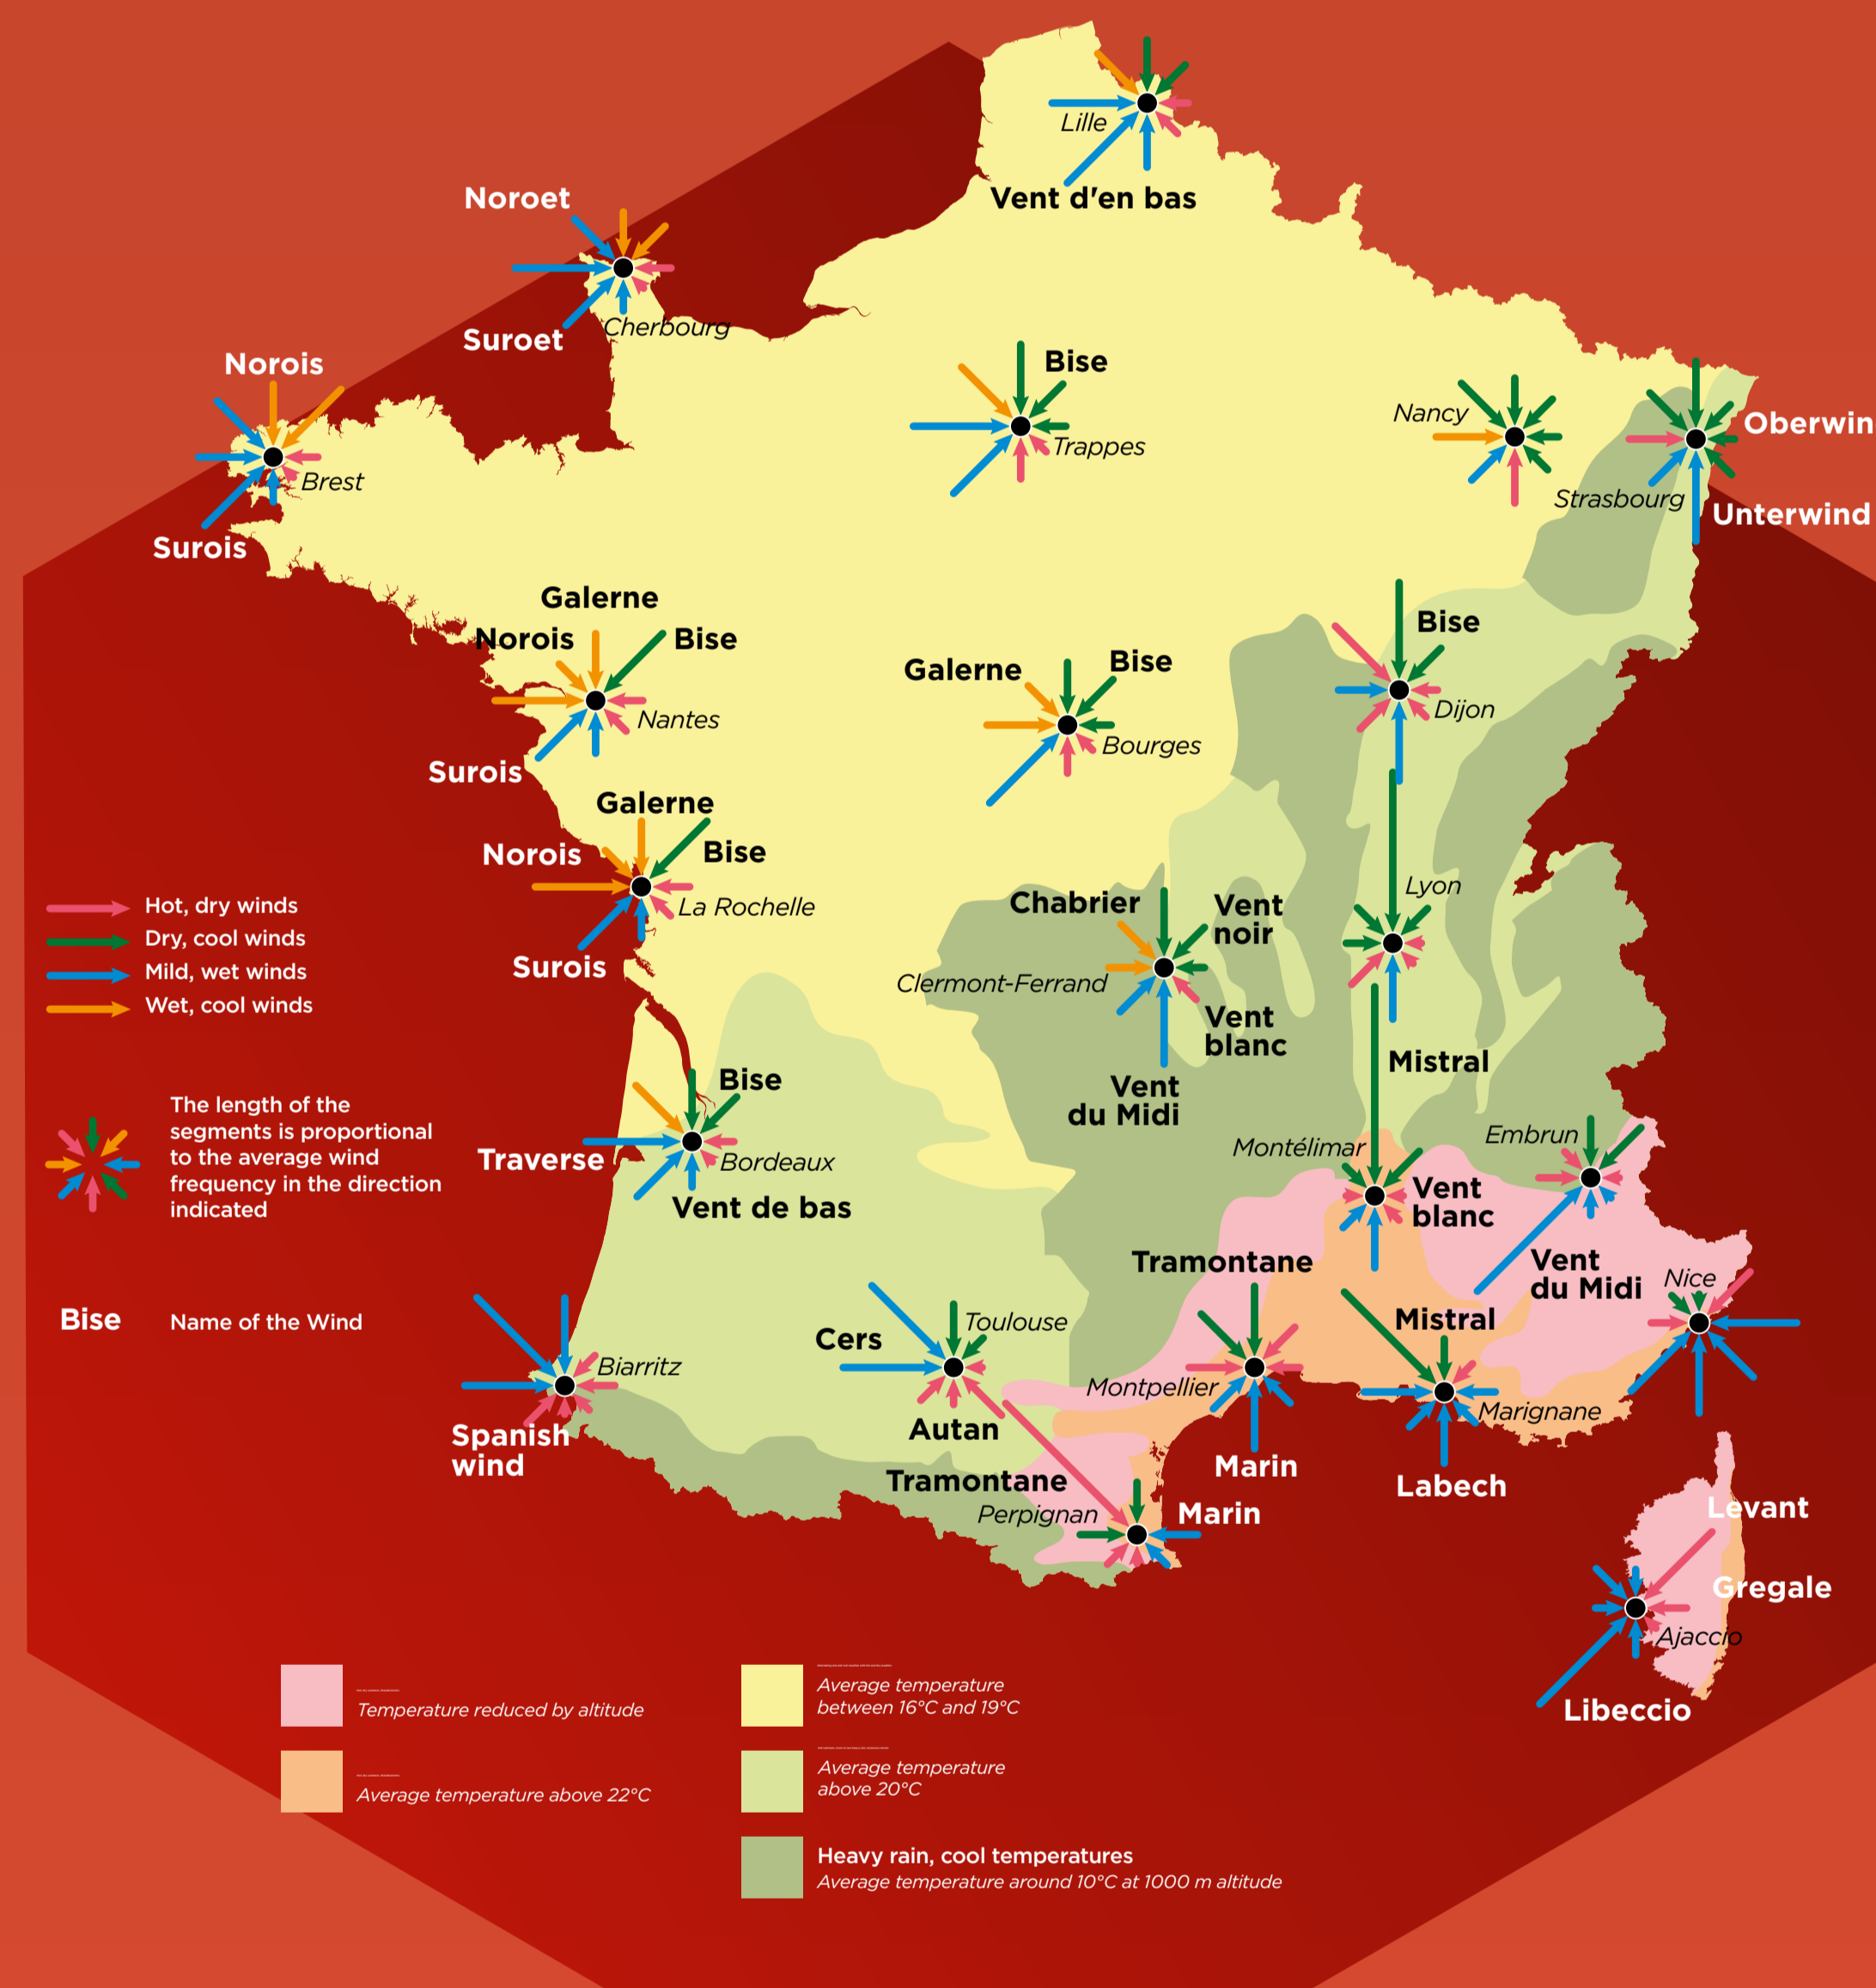 Lille
Vent d'en bas
Noroet
Suroet
Cherbourg
Norois
Brest
Surois
Bise
Trappes
Nancy
Oberwin
Strasbourg
Unterwind
Galerne
Norois
Bise
Nantes
Surois
Galerne
Bise
Bourges
Bise
Dijon
Galerne
Norois
Bise
La Rochelle
Surois
Lyon
Chabrier
Vent
noir
Clermont-Ferrand
Vent
blanc
Vent
du Midi
Mistral
Hot, dry winds
Dry, cool winds
Mild, wet winds
Wet, cool winds
The length of the
segments is proportional
to the average wind
frequency in the direction
indicated
Bise
Name of the Wind
Bise
Traverse
Bordeaux
Vent de bas
Montélimar
Vent
blanc
Embrun
Vent
du Midi
Nice
Tramontane
Montpellier
Marin
Mistral
Marignane
Labech
Cers
Toulouse
Autan
Biarritz
Spanish
wind
Tramontane
Perpignan
Marin
Levant
Gregale
Ajaccio
Libeccio
Temperature reduced by altitude
Average temperature above 22°C
Average temperature
between 16°C and 19°C
Average temperature
above 20°C
Heavy rain, cool temperatures
Average temperature around 10°C at 1000 m altitude